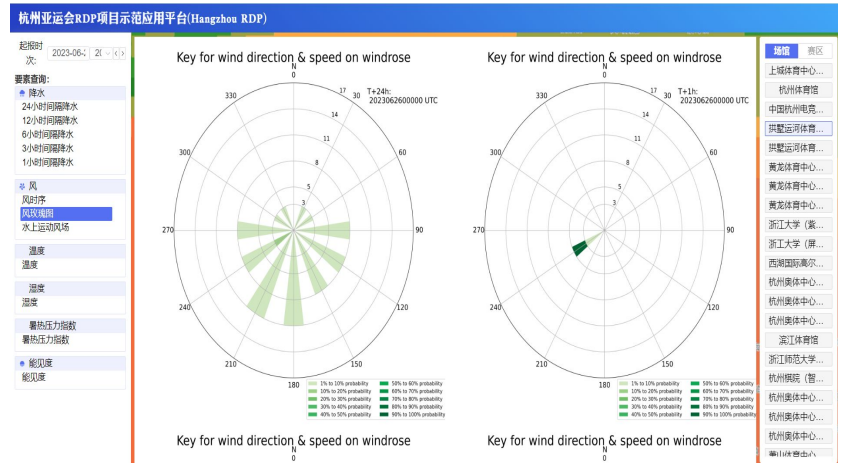 杭州亚运会RDP项目示范应用平台(Hangzhou RDP)
起报时次:
2023-06-
要素查询：
降水
24小时间隔降水
12小时间隔降水
6小时间隔降水
3小时间隔降水
1小时间隔降水
风
风时序
风玫瑰图
水上运动风场
温度
温度
湿度
湿度
暑热压力指数
暑热压力指数
能见度
能见度
Key for wind direction & speed on windrose
N
0
T+24h:
2023062600000 UTC
330
17
30
14
11
300
60
8
5
3
270
90
240
120
210
150
180
1% to 10% probability
10% to 20% probability
20% to 30% probability
30% to 40% probability
40% to 50% probability
50% to 60% probability
60% to 70% probability
70% to 80% probability
80% to 90% probability
90% to 100% probability
Key for wind direction & speed on windrose
N
0
T+1h:
2023062600000 UTC
330
17
30
14
11
300
60
8
5
3
270
90
240
120
210
150
180
1% to 10% probability
10% to 20% probability
20% to 30% probability
30% to 40% probability
40% to 50% probability
50% to 60% probability
60% to 70% probability
70% to 80% probability
80% to 90% probability
90% to 100% probability
Key for wind direction & speed on windrose
N
0
Key for wind direction & speed on windrose
N
0
场馆 赛区
上城体育中心...
杭州体育馆
中国杭州电竞...
拱墅运河体育...
拱墅运河体育...
黄龙体育中心...
黄龙体育中心...
黄龙体育中心...
浙江大学（紫...
浙江大学（屏...
西湖国际高尔...
杭州奥体中心...
杭州奥体中心...
杭州奥体中心...
滨江体育馆
浙江师范大学...
杭州棋院（智...
杭州奥体中心...
杭州奥体中心...
杭州奥体中心...
萧山体育中心...